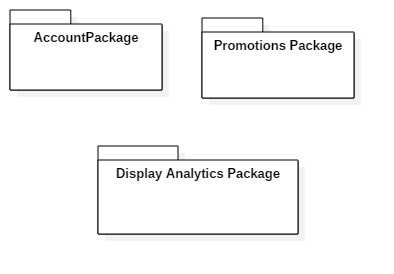 AccountPackage
Promotions Package
Display Analytics Package